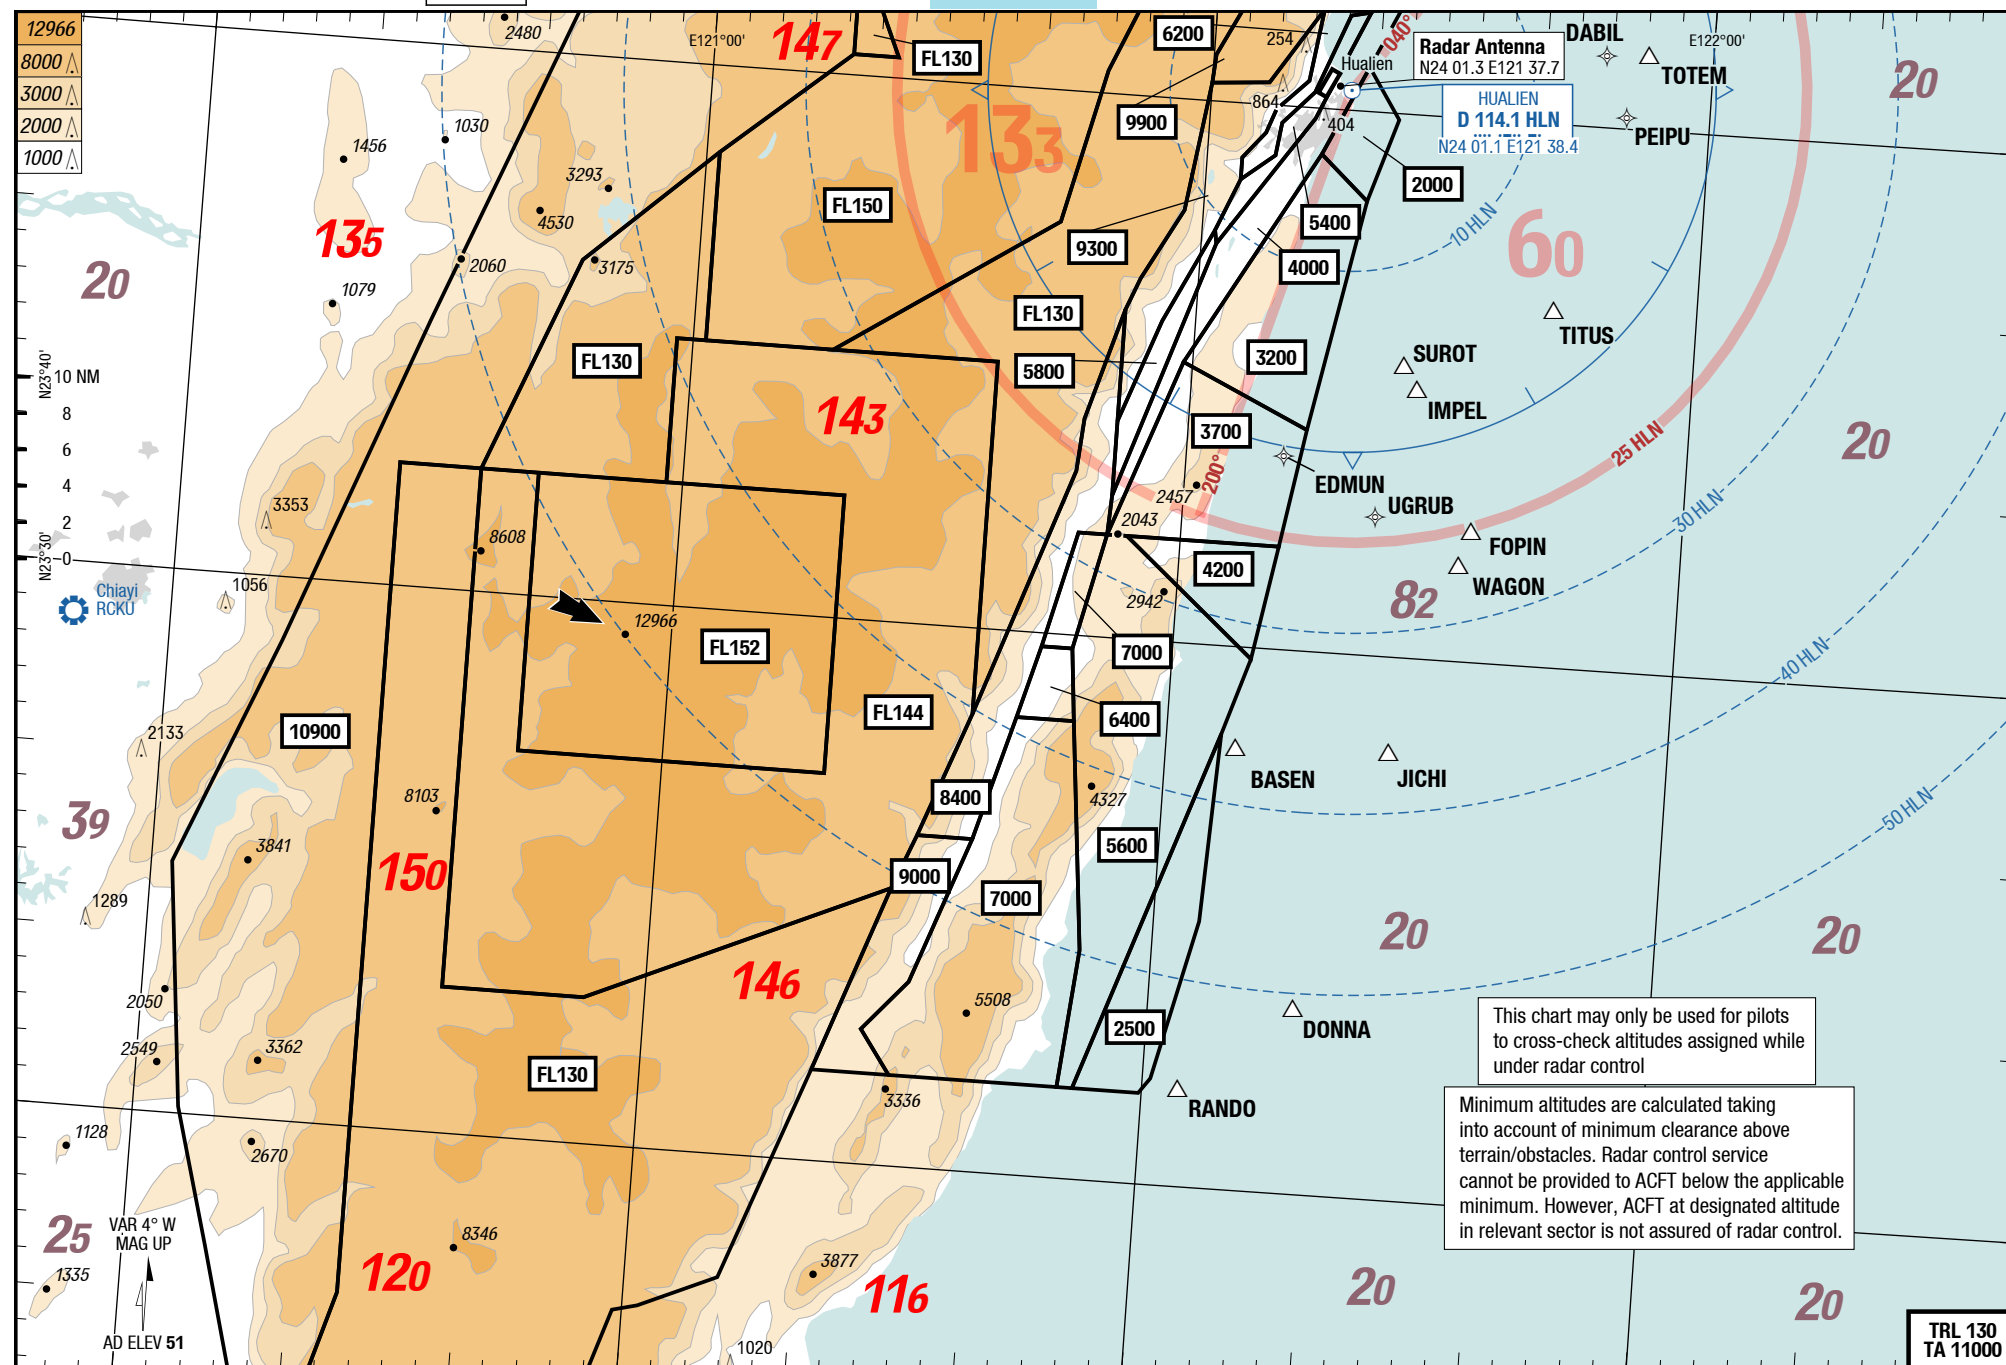 12966
8000
3000
2000
1000
2480
E121°00'
147
FL130
6200
254
040°
Hualien
Radar Antenna
N24 01.3 E121 37.7
DABIL
TOTEM
E122°00'
20
HUALIEN
D 114.1 HLN
N24 01.1 E121 38.4
PEIPU
864
404
9900
133
1456
1030
3293
4530
FL150
2000
5400
10 HLN
60
135
20
2060
3175
1079
9300
4000
FL130
TITUS
N23°40'
10 NM
8
6
4
2
0
N23°30'
FL130
5800
3200
SUROT
IMPEL
143
3700
25 HLN
20
EDMUN
200°
2457
UGRUB
30 HLN
3353
8608
2043
FOPIN
4200
WAGON
Chiayi
RCKU
1056
2942
82
12966
FL152
7000
40 HLN
FL144
6400
10900
2133
BASEN
JICHI
8400
4327
50 HLN
8103
39
3841
5600
150
9000
7000
1289
20
20
146
2050
5508
2500
DONNA
This chart may only be used for pilots
to cross-check altitudes assigned while
under radar control
2549
3362
FL130
3336
RANDO
Minimum altitudes are calculated taking
into account of minimum clearance above
terrain/obstacles. Radar control service
cannot be provided to ACFT below the applicable
minimum. However, ACFT at designated altitude
in relevant sector is not assured of radar control.
1128
2670
25
VAR 4° W
MAG UP
8346
3877
1335
120
116
20
20
AD ELEV 51
1020
TRL 130
TA 11000